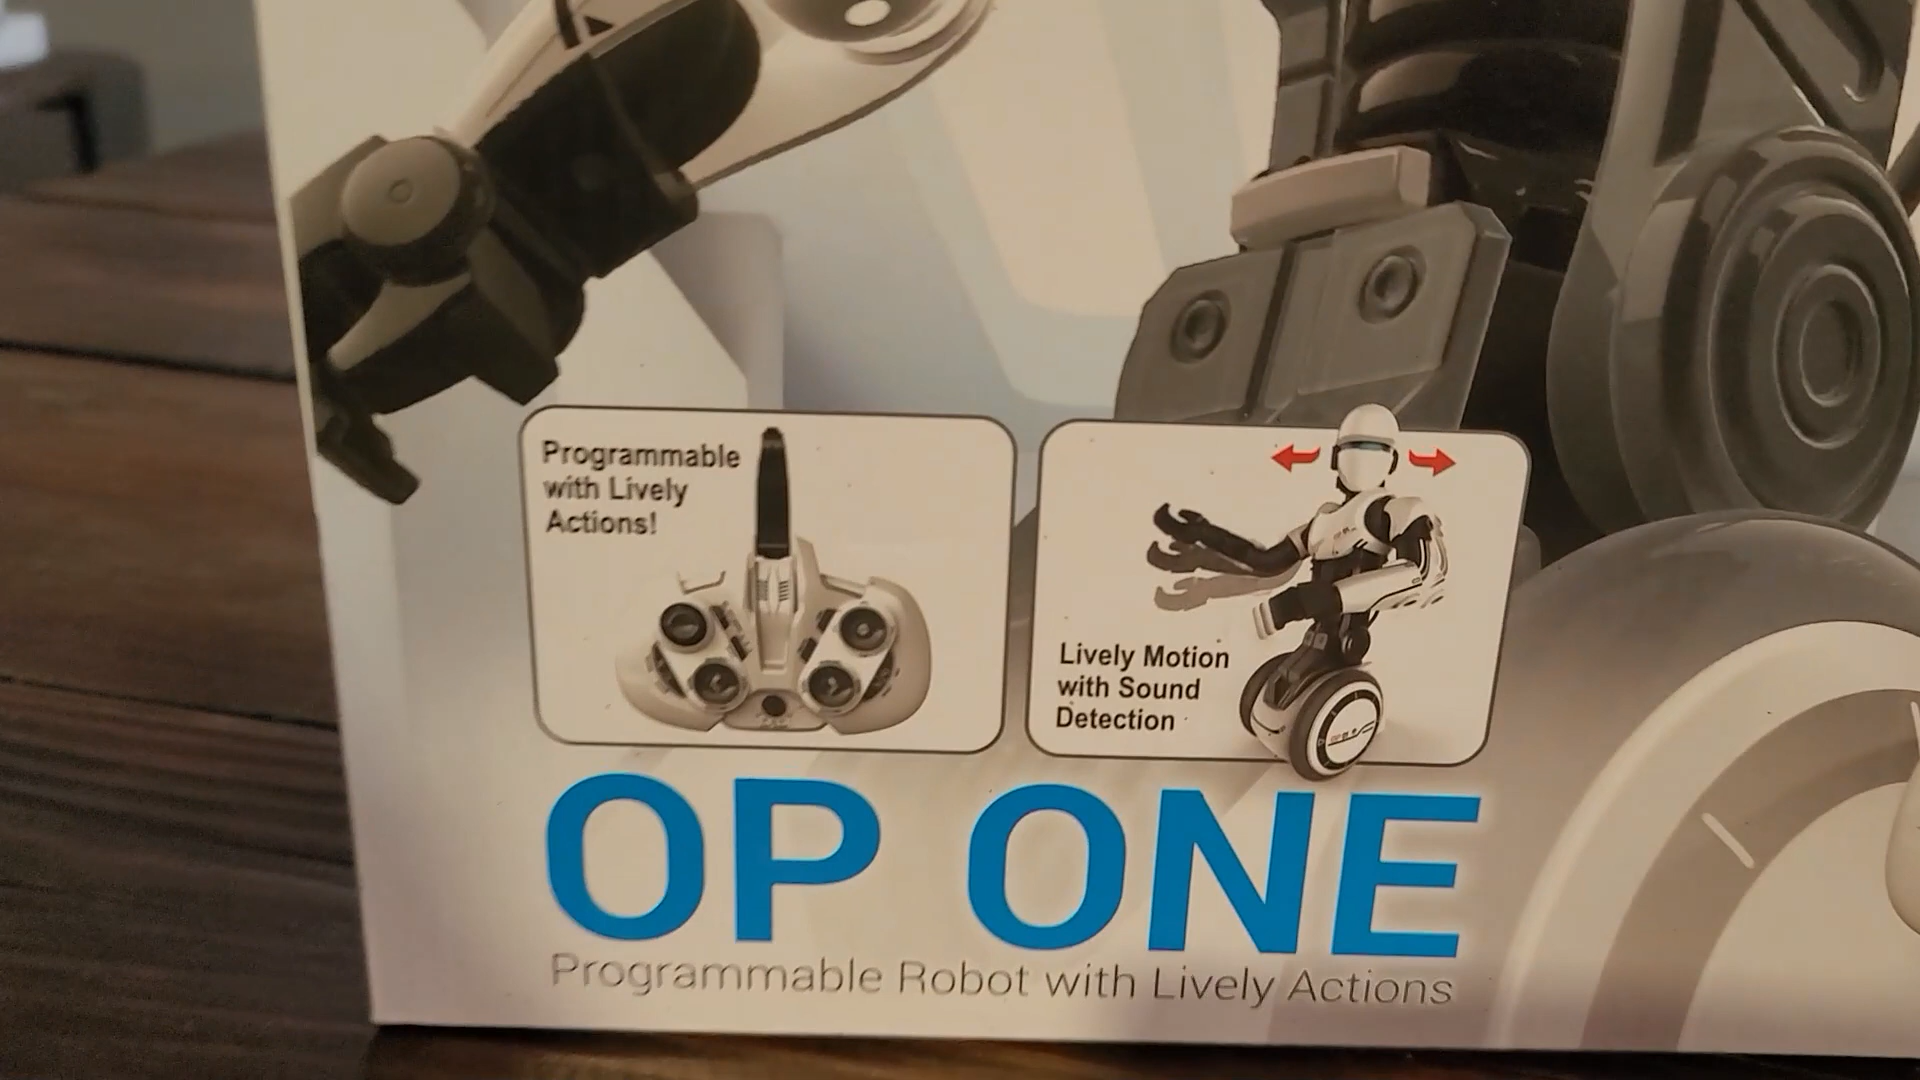 Programmable
with Lively
Actions!
Lively Motion
with Sound
Detection
OP ONE
Programmable Robot with Lively Actions